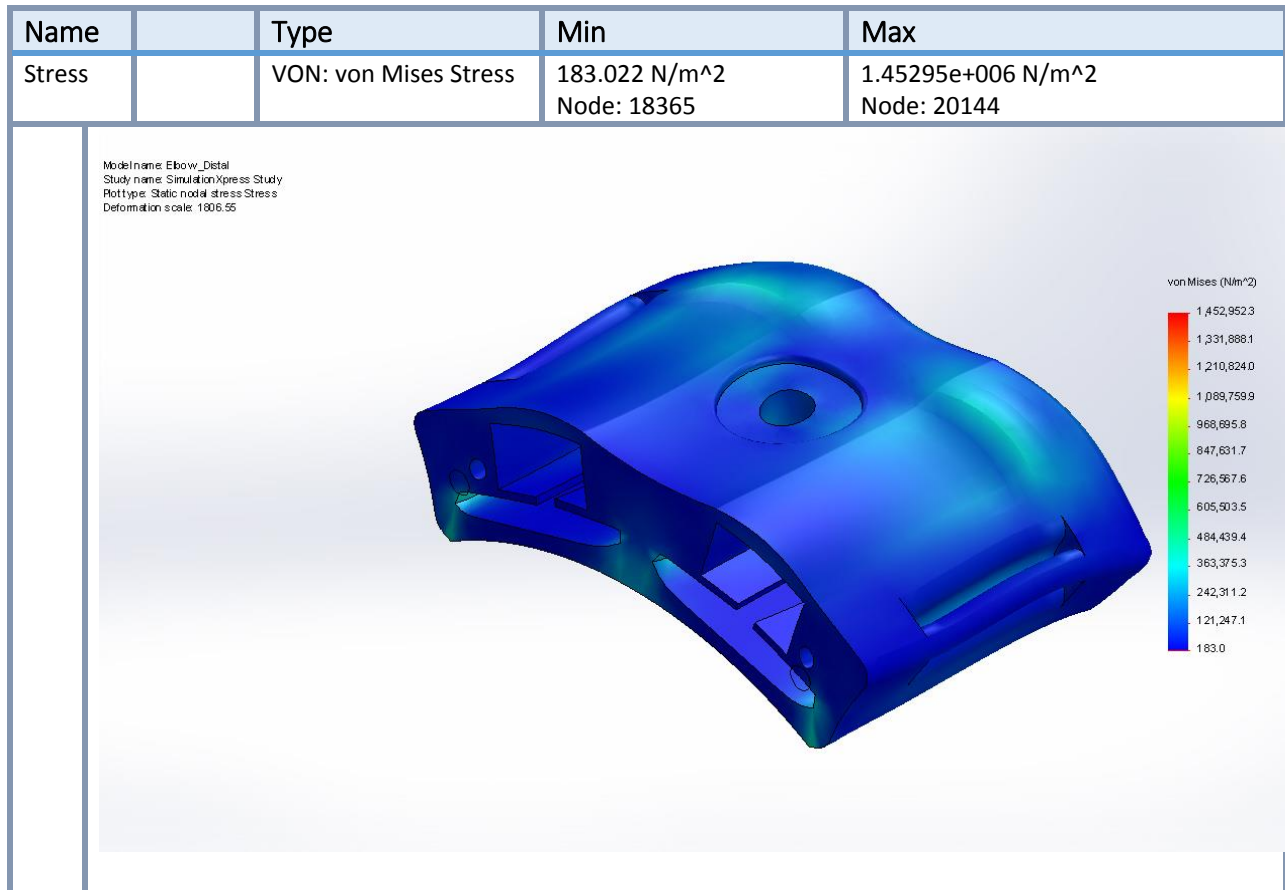 Name Type Min Max
Stress VON: von Mises Stress 183.022 N/m^2 1.45295e+006 N/m^2
Node: 18365 Node: 20144
Model name: Elbow_Distal
Study name: SimulationXpress Study
Plot type: Static nodal stress Stress
Deformation scale: 1806.55
von Mises (N/m^2)
1,452,952.3
1,331,888.1
1,210,824.0
1,089,759.9
968,695.8
847,631.7
726,567.6
605,503.5
484,439.4
363,375.3
242,311.2
121,247.1
183.0